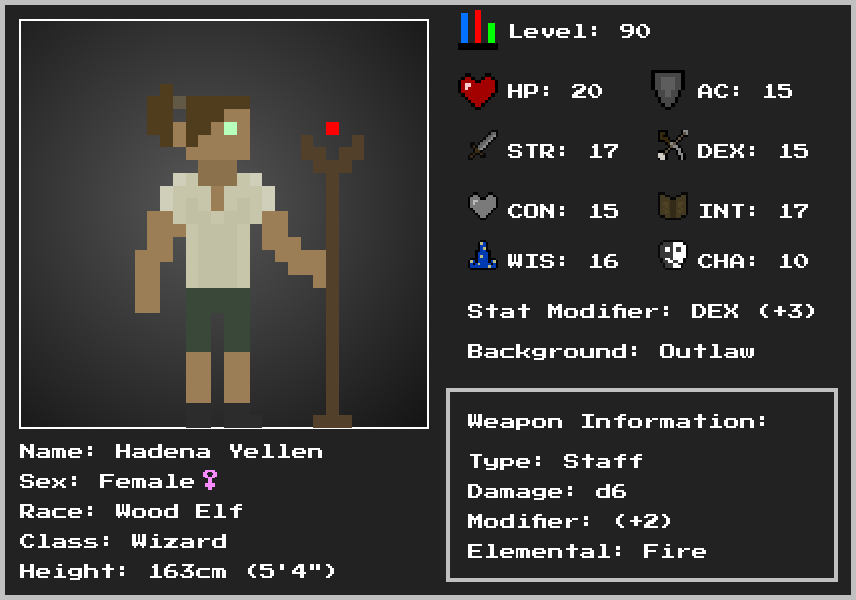 Level: 90
HP: 20 AC: 15
STR: 17 DEX: 15
CON: 15 INT: 17
WIS: 16 CHA: 10
Stat Modifier: DEX (+3)
Background: Outlaw
Weapon Information:
Type: Staff
Damage: d6
Modifier: (+2)
Elemental: Fire
Name: Hadena Yellen
Sex: Female♀
Race: Wood Elf
Class: Wizard
Height: 163cm (5'4")